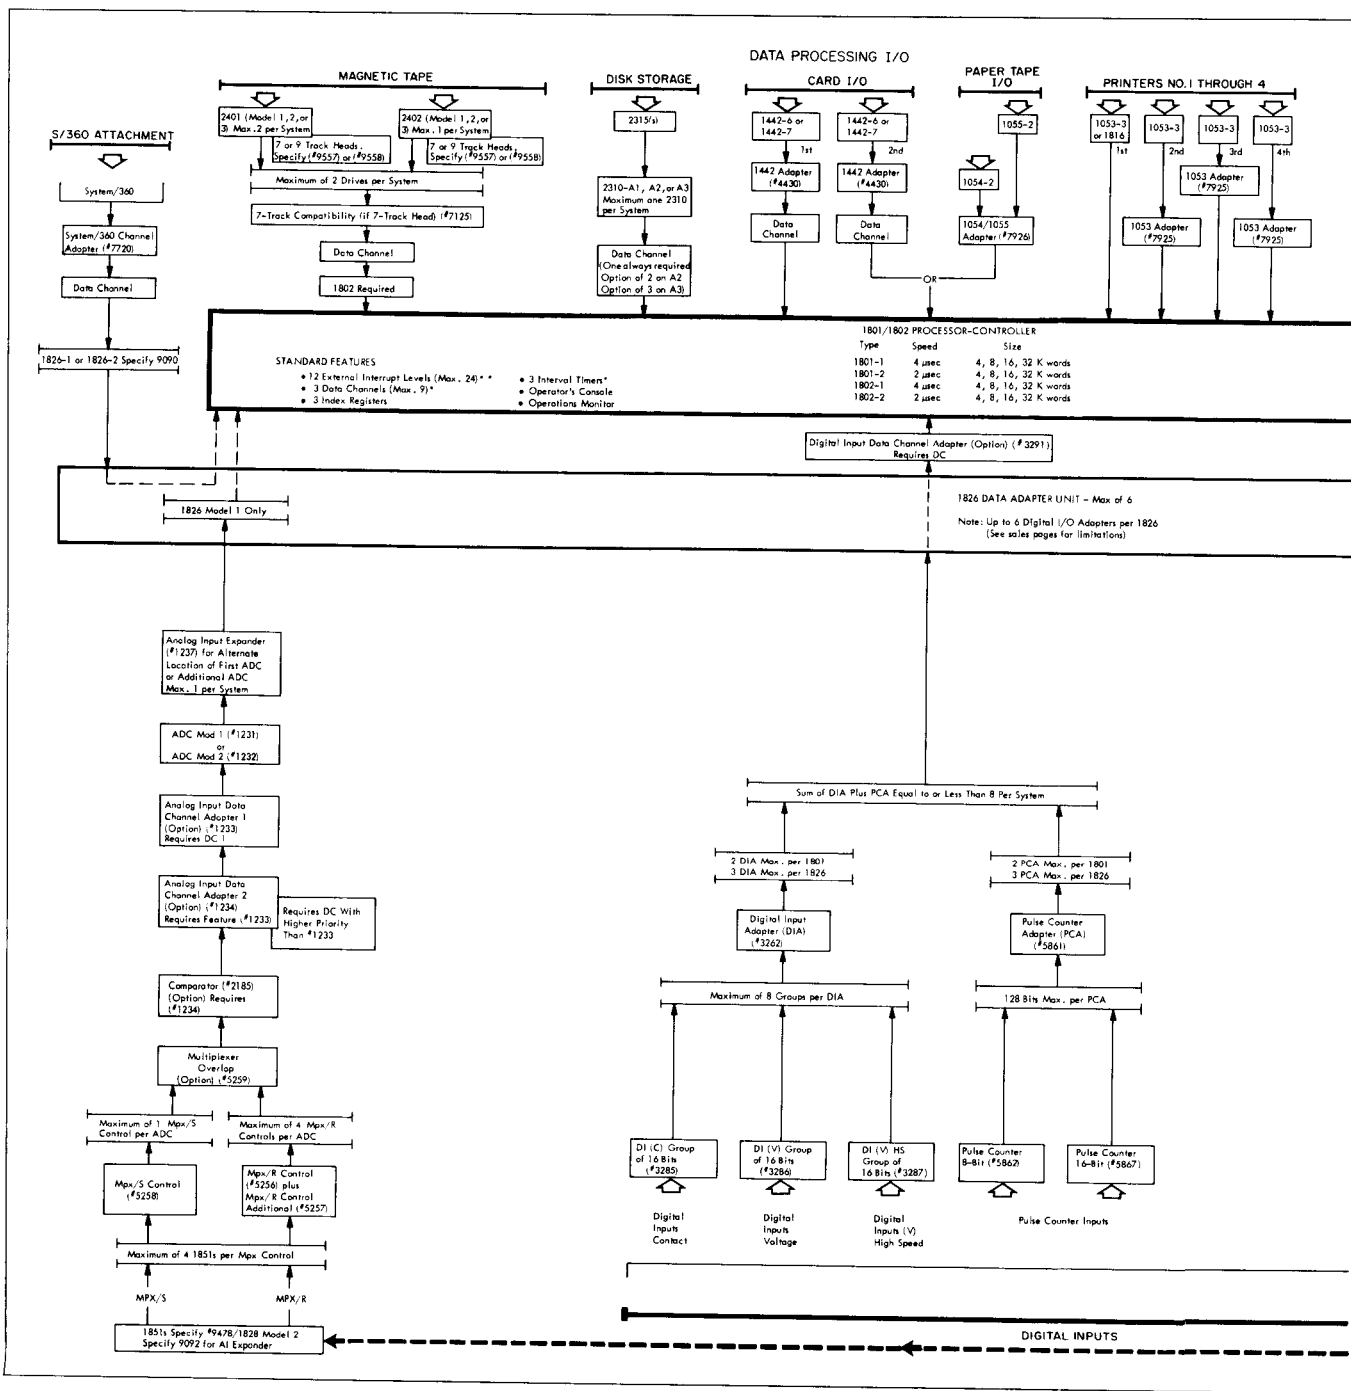 DATA PROCESSING I/O
MAGNETIC TAPE
DISK STORAGE
CARD I/O
PAPER TAPE
I/O
PRINTERS NO.1 THROUGH 4
S/360 ATTACHMENT
2401 (Model 1,2, or
3) Max. 2 per System
7 or 9 Track Heads.
Specify (#9557) or (#9558)
2402 (Model 1,2, or
3) Max. 1 per System
7 or 9 Track Heads.
Specify (#9557) or (#9558)
Maximum of 2 Drives per System
7-Track Compatibility (if 7-Track Head) (#7125)
Data Channel
1802 Required
2315(s)
2310-A1, A2, or A3
Maximum one 2310
per System
Data Channel
(One always required
Option of 2 on A2
Option of 3 on A3)
1442-6 or
1442-7
1st
1442 Adapter
(#4430)
Data
Channel
1442-6 or
1442-7
2nd
1442 Adapter
(#4430)
Data
Channel
1055-2
1054-2
1054/1055
Adapter (#7926)
OR
1053-3
or 1816
1st
1053-3
2nd
1053-3
3rd
1053-3
4th
1053 Adapter
(#7925)
1053 Adapter
(#7925)
1053 Adapter
(#7925)
System/360
System/360 Channel
Adapter (#7720)
Data Channel
1826-1 or 1826-2 Specify 9090
1801/1802 PROCESSOR-CONTROLLER
Type Speed Size
1801-1 4 µsec 4, 8, 16, 32 K words
1801-2 2 µsec 4, 8, 16, 32 K words
1802-1 4 µsec 4, 8, 16, 32 K words
1802-2 2 µsec 4, 8, 16, 32 K words
STANDARD FEATURES
• 12 External Interrupt Levels (Max. 24)* *
• 3 Data Channels (Max. 9)*
• 3 Index Registers
• 3 Interval Timers*
• Operator's Console
• Operations Monitor
Digital Input Data Channel Adapter (Option) (#3291)
Requires DC
1826 Model 1 Only
1826 DATA ADAPTER UNIT - Max of 6
Note: Up to 6 Digital I/O Adapters per 1826
(See sales pages for limitations)
Analog Input Expander
(#1237) for Alternate
Location of First ADC
or Additional ADC
Max. 1 per System
ADC Mod 1 (#1231)
or
ADC Mod 2 (#1232)
Analog Input Data
Channel Adapter 1
(Option) (#1233)
Requires DC 1
Analog Input Data
Channel Adapter 2
(Option) (#1234)
Requires Feature (#1233)
Requires DC With
Higher Priority
Than #1233
Comparator (#2185)
(Option) Requires
(#1234)
Multiplexer
Overlap
(Option) (#5259)
Maximum of 1 Mpx/S
Control per ADC
Maximum of 4 Mpx/R
Controls per ADC
Mpx/S Control
(#5258)
Mpx/R Control
(#5256) plus
Mpx/R Control
Additional (#5257)
Maximum of 4 1851s per Mpx Control
MPX/S
MPX/R
1851s Specify #9478/1828 Model 2
Specify 9092 for AI Expander
Sum of DIA Plus PCA Equal to or Less Than 8 Per System
2 DIA Max. per 1801
3 DIA Max. per 1826
2 PCA Max. per 1801
3 PCA Max. per 1826
Digital Input
Adapter (DIA)
(#3262)
Pulse Counter
Adapter (PCA)
(#5861)
Maximum of 8 Groups per DIA
128 Bits Max. per PCA
DI (C) Group
of 16 Bits
(#3285)
DI (V) Group
of 16 Bits
(#3286)
DI (V) HS
Group of
16 Bits (#3287)
Pulse Counter
8-Bit (#5862)
Pulse Counter
16-Bit (#5867)
Digital
Inputs
Contact
Digital
Inputs
Voltage
Digital
Inputs (V)
High Speed
Pulse Counter Inputs
DIGITAL INPUTS